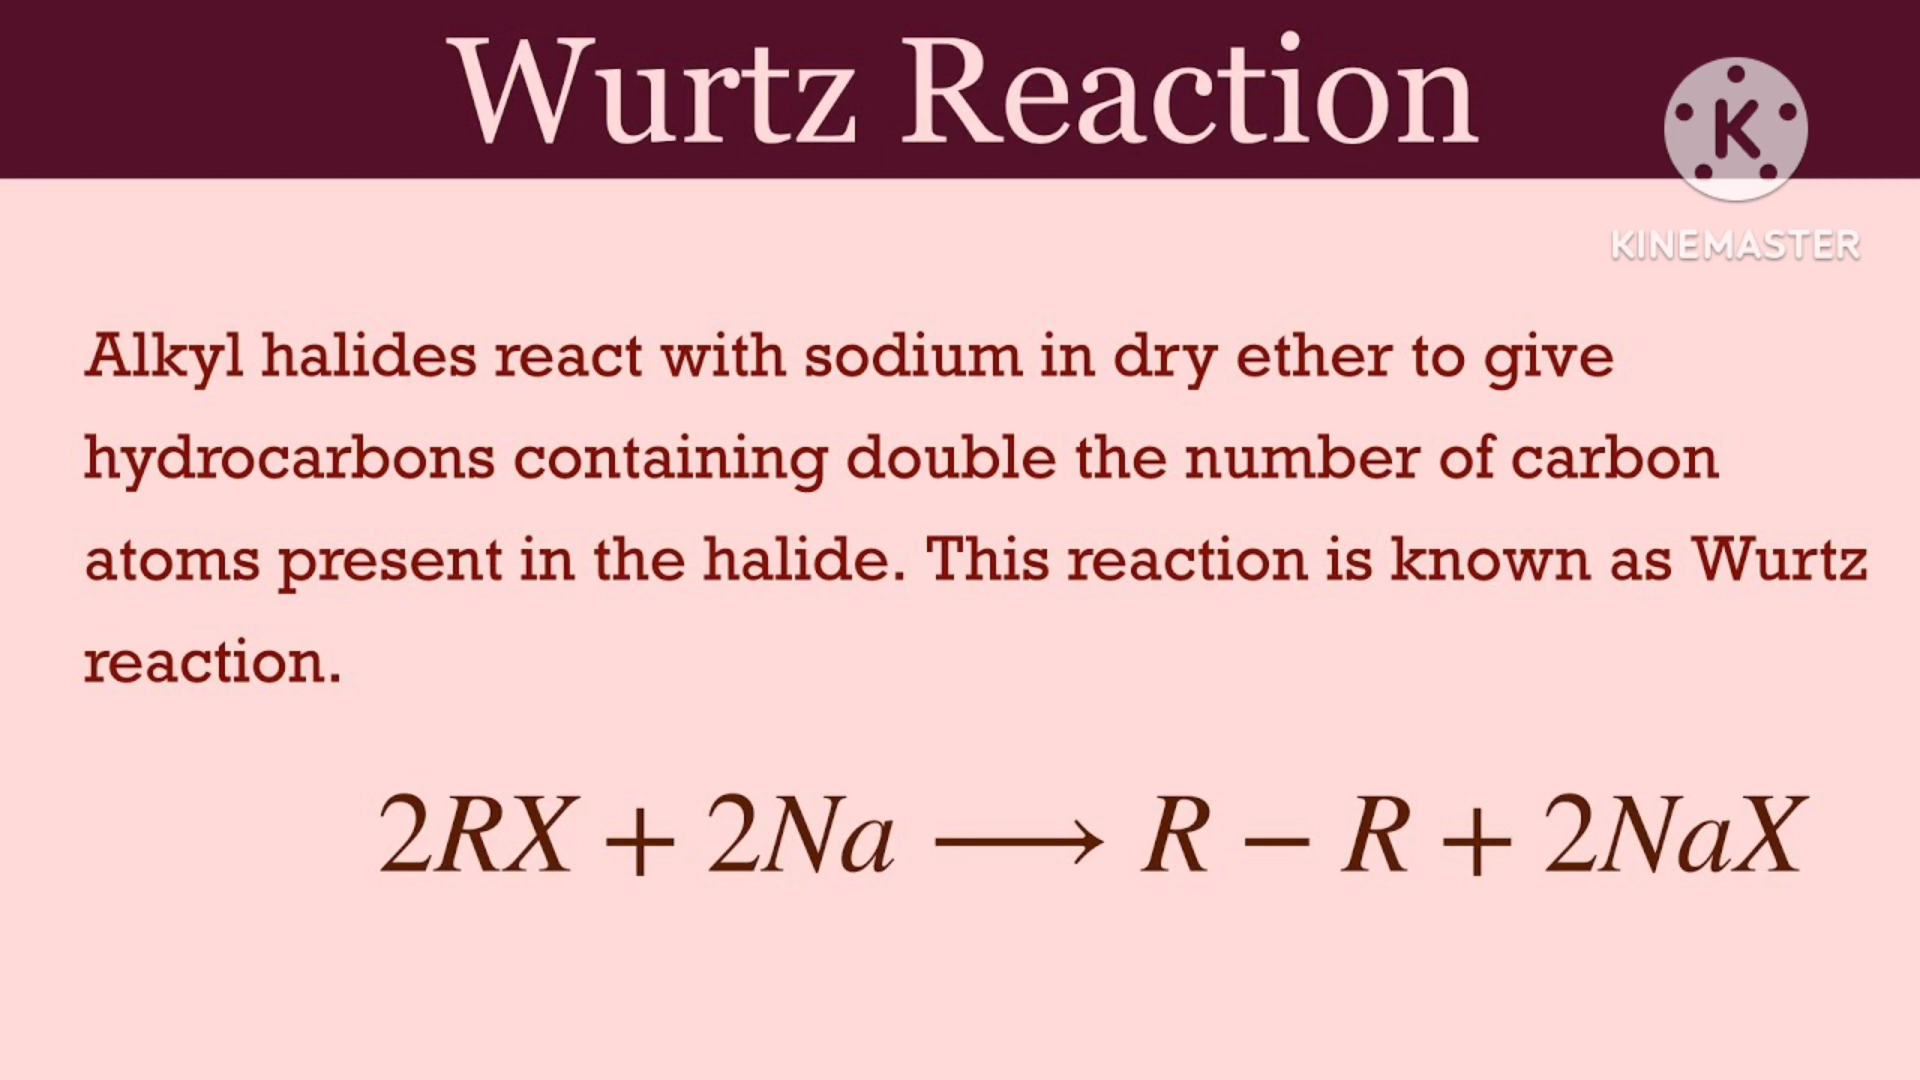 Wurtz Reaction
K
KINEMASTER
Alkyl halides react with sodium in dry ether to give
hydrocarbons containing double the number of carbon
atoms present in the halide. This reaction is known as Wurtz
reaction.
2RX + 2Na ⟶ R − R + 2NaX